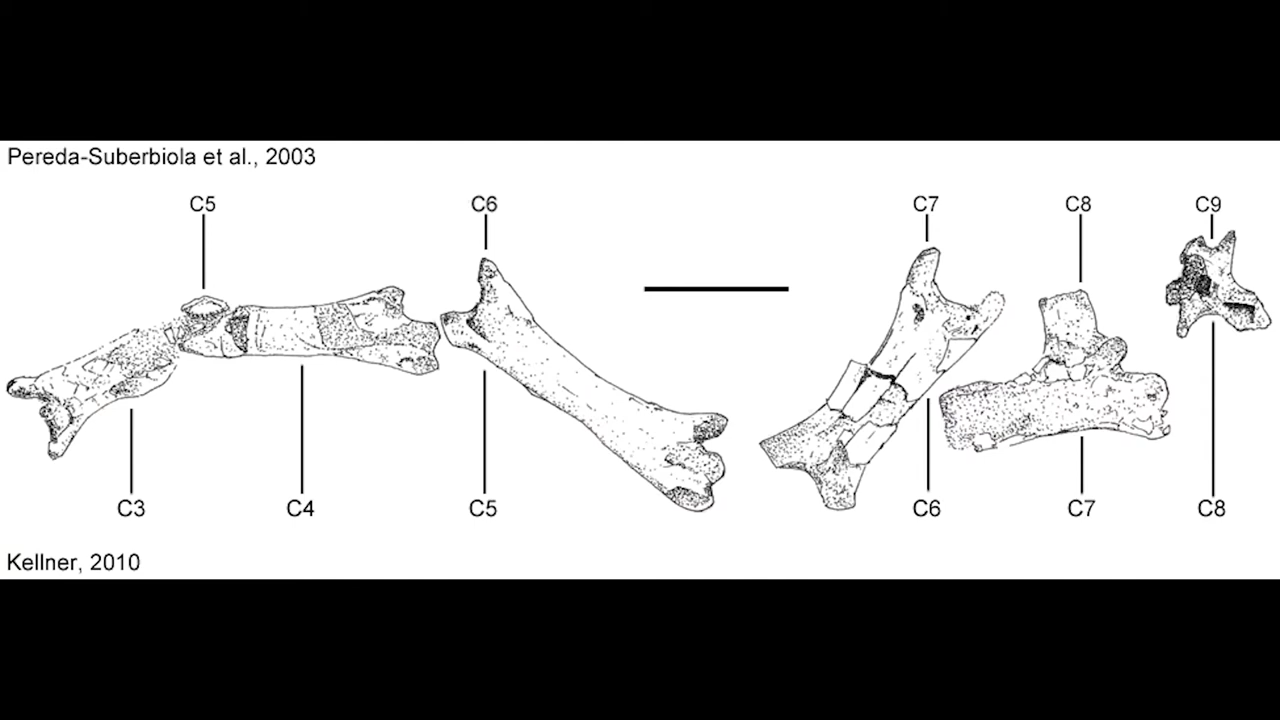 Pereda-Suberbiola et al., 2003
C5 C6 C7 C8 C9
C3 C4 C5 C6 C7 C8
Kellner, 2010